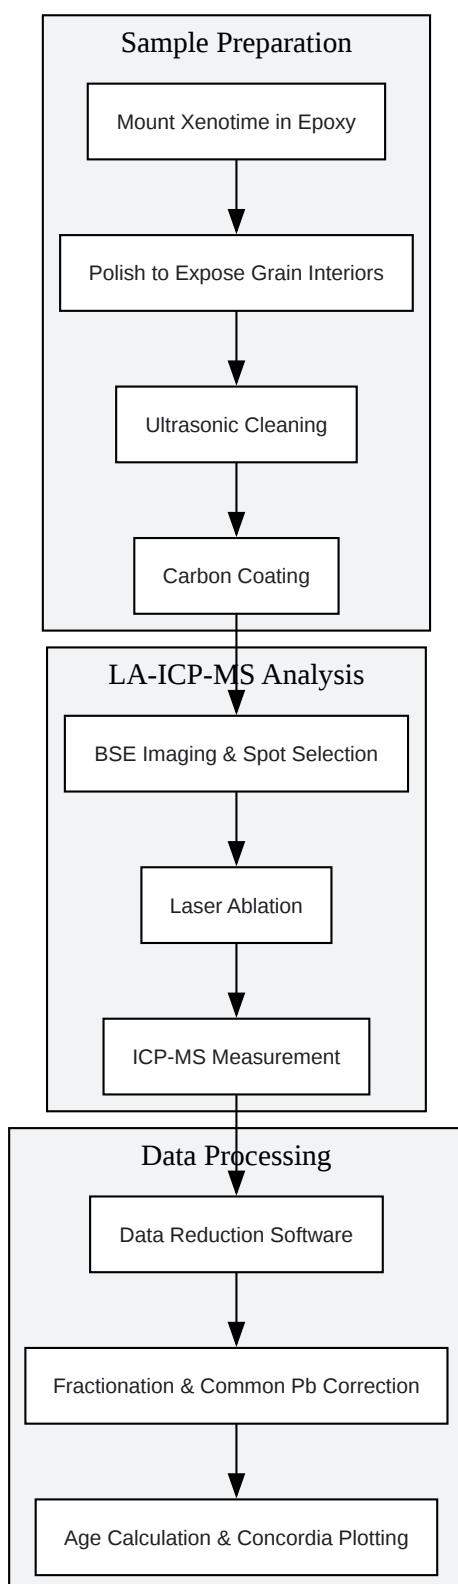 Sample Preparation
Mount Xenotime in Epoxy
Polish to Expose Grain Interiors
Ultrasonic Cleaning
Carbon Coating
LA-ICP-MS Analysis
BSE Imaging & Spot Selection
Laser Ablation
ICP-MS Measurement
Data Processing
Data Reduction Software
Fractionation & Common Pb Correction
Age Calculation & Concordia Plotting